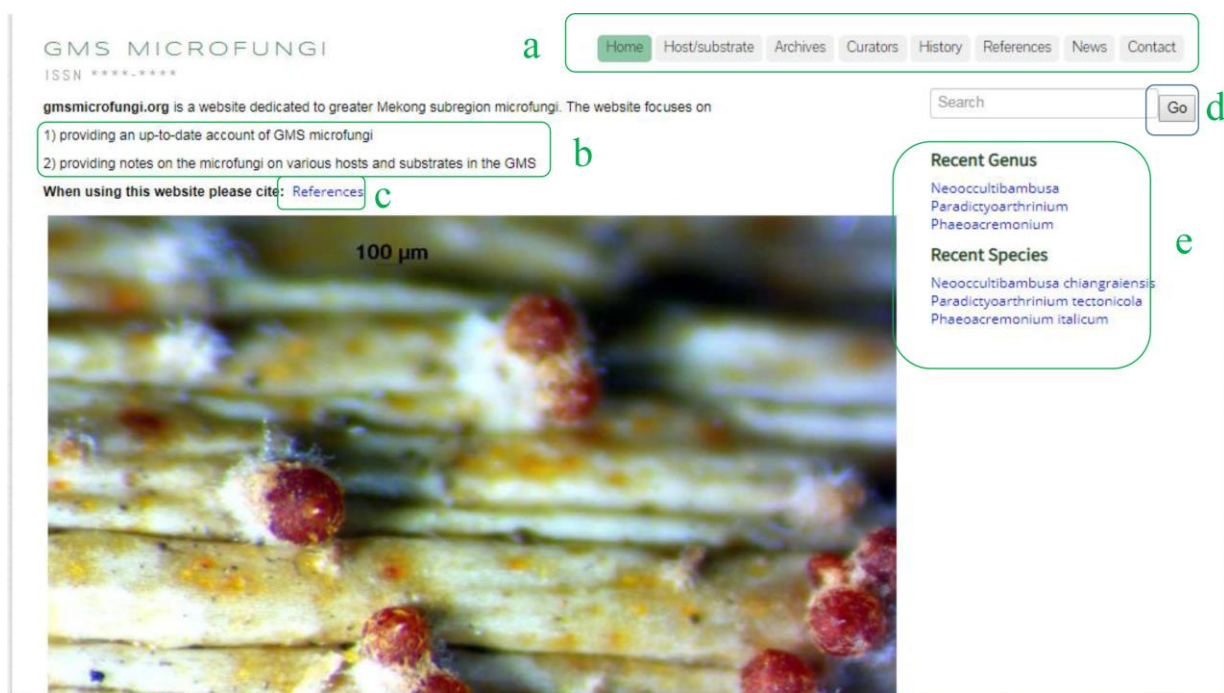 GMS MICROFUNGI
a
Home Host/substrate Archives Curators History References News Contact
ISSN ****-****
gmsmicrofungi.org is a website dedicated to greater Mekong subregion microfungi. The website focuses on
1) providing an up-to-date account of GMS microfungi
2) providing notes on the microfungi on various hosts and substrates in the GMS
b
When using this website please cite: References
c
Search
Go
d
Recent Genus
Neooccultibambusa
Paradictyoarthrinium
Phaeoacremonium
Recent Species
Neooccultibambusa chiangraiensis
Paradictyoarthrinium tectonicola
Phaeoacremonium italicum
e
100 µm